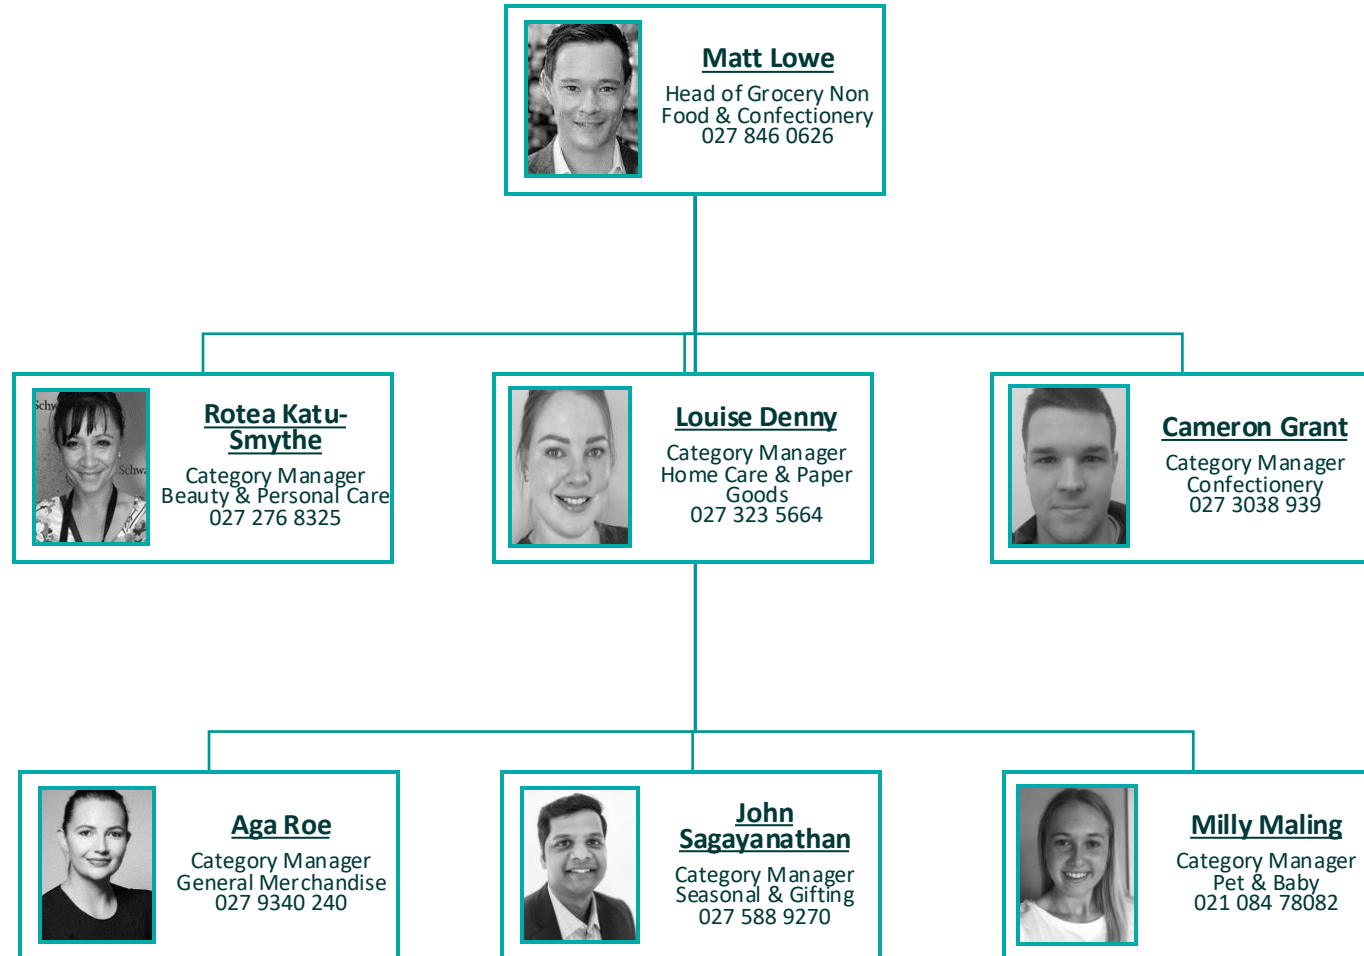 Matt Lowe
Head of Grocery Non
Food & Confectionery
027 846 0626
Rotea Katu-
Smythe
Category Manager
Beauty & Personal Care
027 276 8325
Louise Denny
Category Manager
Home Care & Paper
Goods
027 323 5664
Cameron Grant
Category Manager
Confectionery
027 3038 939
Aga Roe
Category Manager
General Merchandise
027 9340 240
John
Sagayanathan
Category Manager
Seasonal & Gifting
027 588 9270
Milly Maling
Category Manager
Pet & Baby
021 084 78082